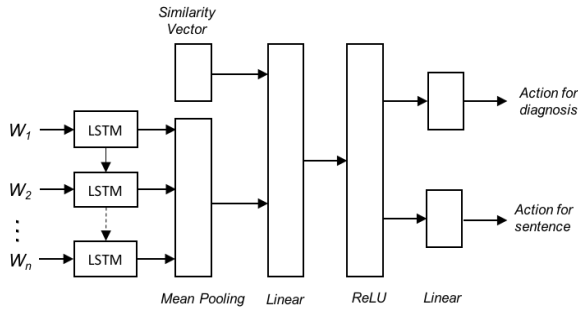 Similarity
Vector
W1
LSTM
W2
LSTM
Wn
LSTM
Action for
diagnosis
Action for
sentence
Mean Pooling
Linear
ReLU
Linear